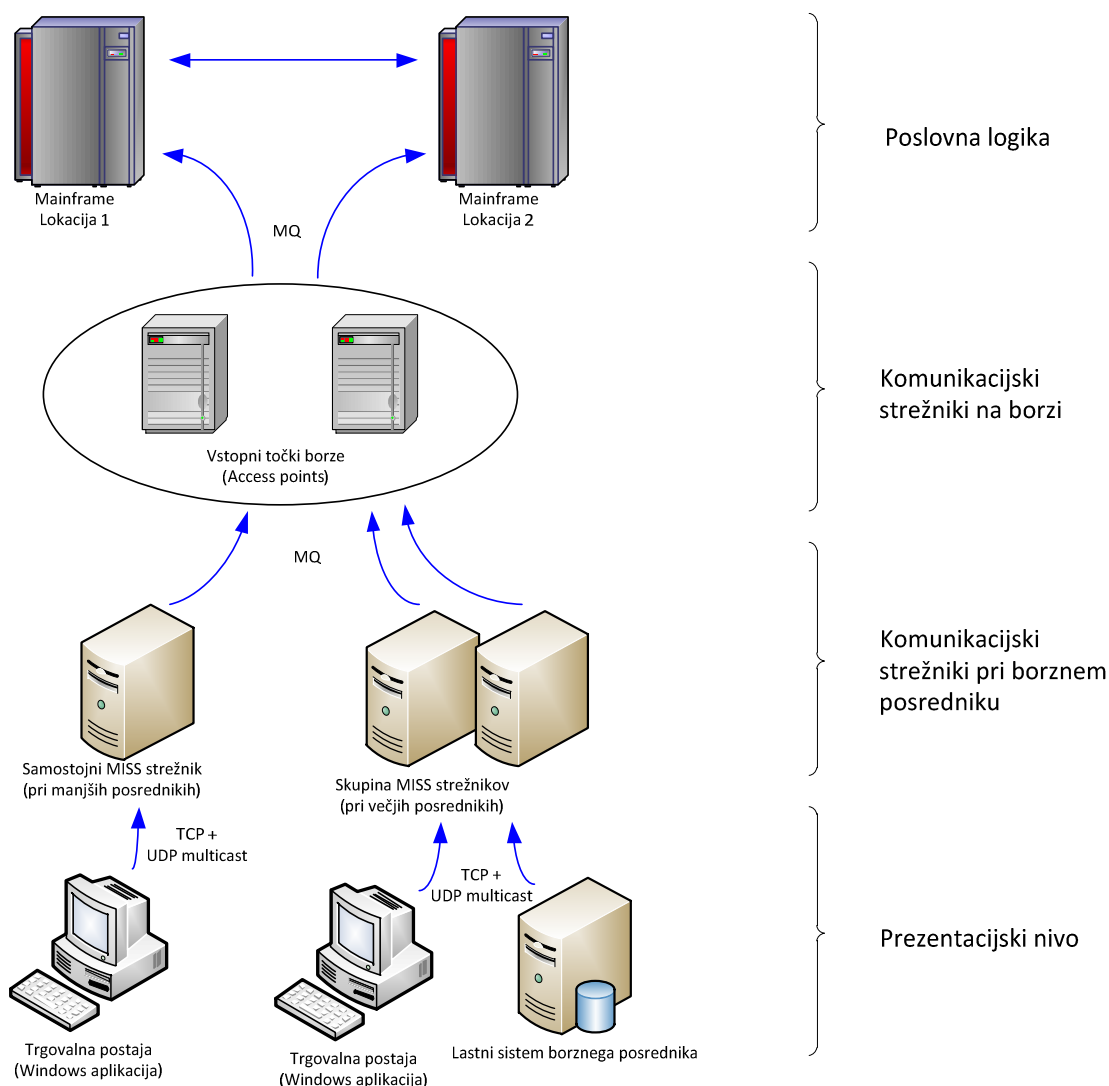 Mainframe
Lokacija 1
Mainframe
Lokacija 2
Poslovna logika
MQ
Vstopni točki borze
(Access points)
Komunikacijski
strežniki na borzi
MQ
Samostojni MISS strežnik
(pri manjših posrednikih)
Skupina MISS strežnikov
(pri večjih posrednikih)
Komunikacijski
strežniki pri borznem
posredniku
TCP +
UDP multicast
TCP +
UDP multicast
Trgovalna postaja
(Windows aplikacija)
Trgovalna postaja
(Windows aplikacija)
Lastni sistem borznega posrednika
Prezentacijski nivo